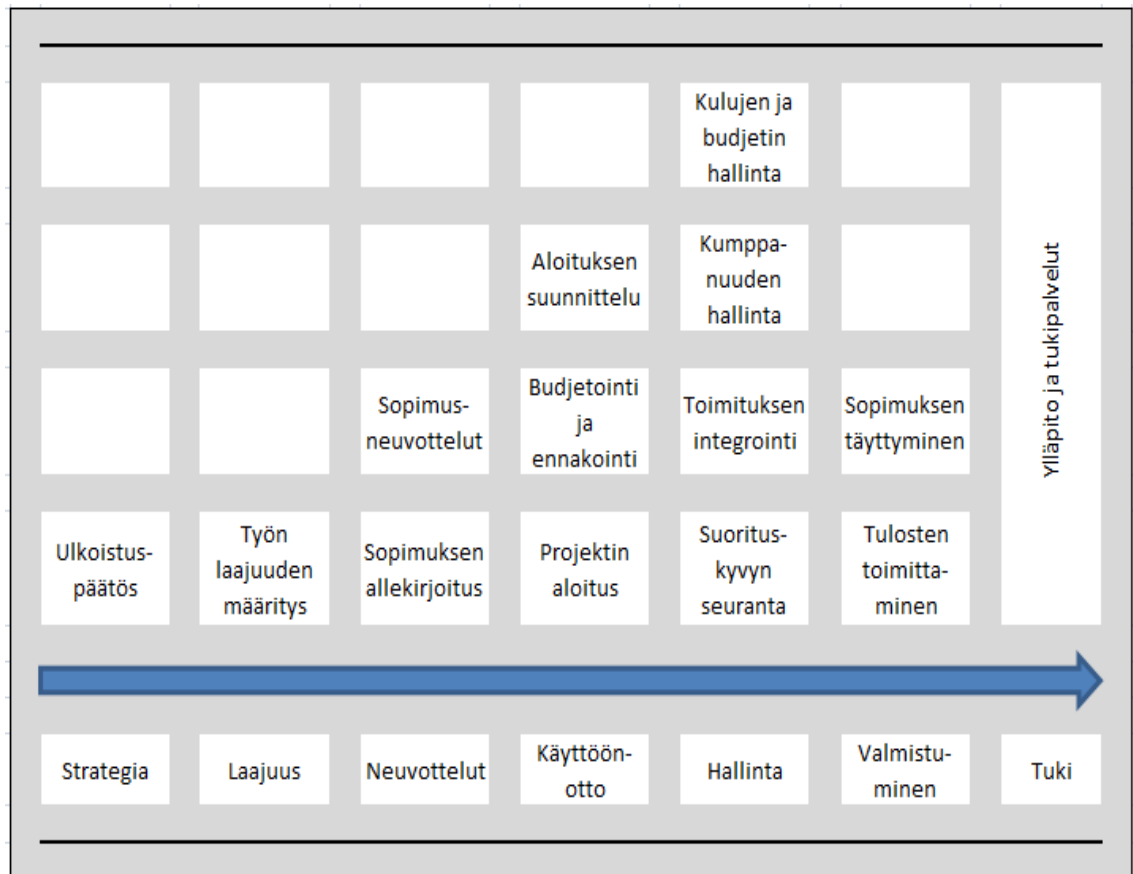 Kulujen ja
budjetin
hallinta
Aloituksen
suunnittelu
Kumppa-
nuuden
hallinta
Ylläpito ja tukipalvelut
Sopimus-
neuvottelut
Budjetointi
ja
ennakointi
Toimituksen
integrointi
Sopimuksen
täyttyminen
Ulkoistus-
päätös
Työn
laajuuden
määritys
Sopimuksen
allekirjoitus
Projektin
aloitus
Suoritus-
kyvyn
seuranta
Tulosten
toimitta-
minen
Strategia
Laajuus
Neuvottelut
Käyttöön-
otto
Hallinta
Valmistu-
minen
Tuki